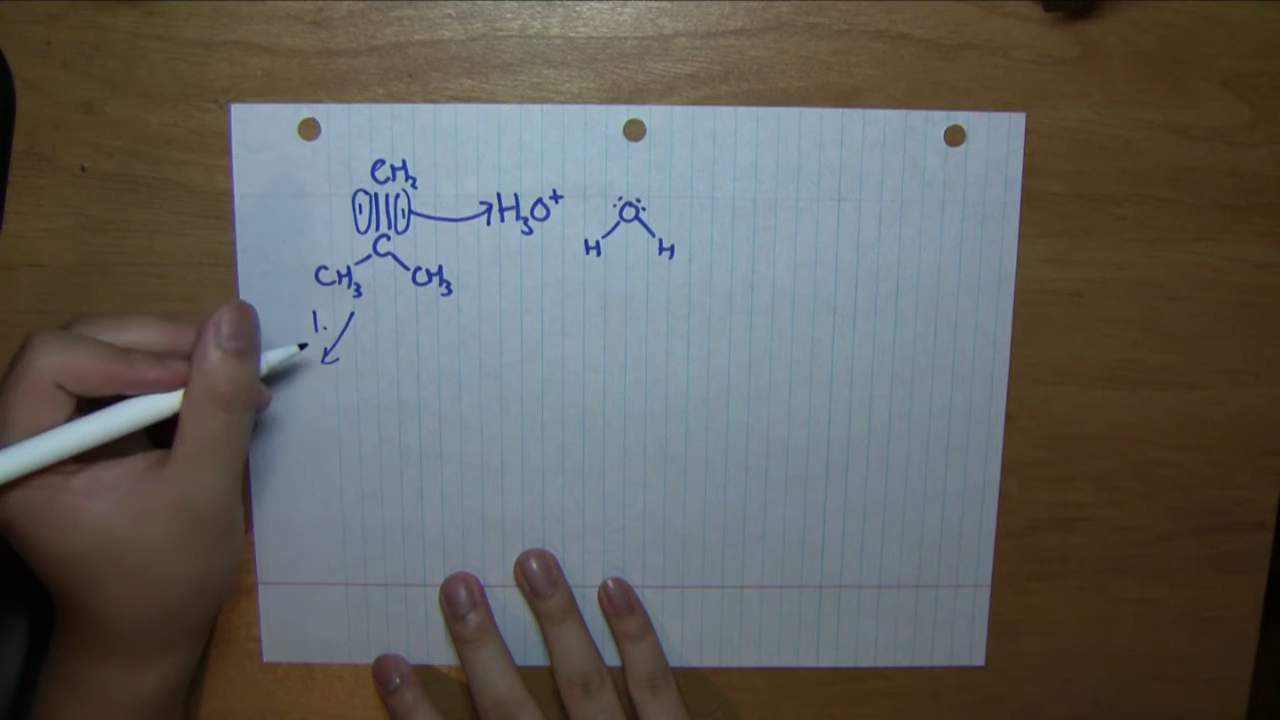 CH₂
H₃O⁺ O
C H H
CH₃ CH₃
1.